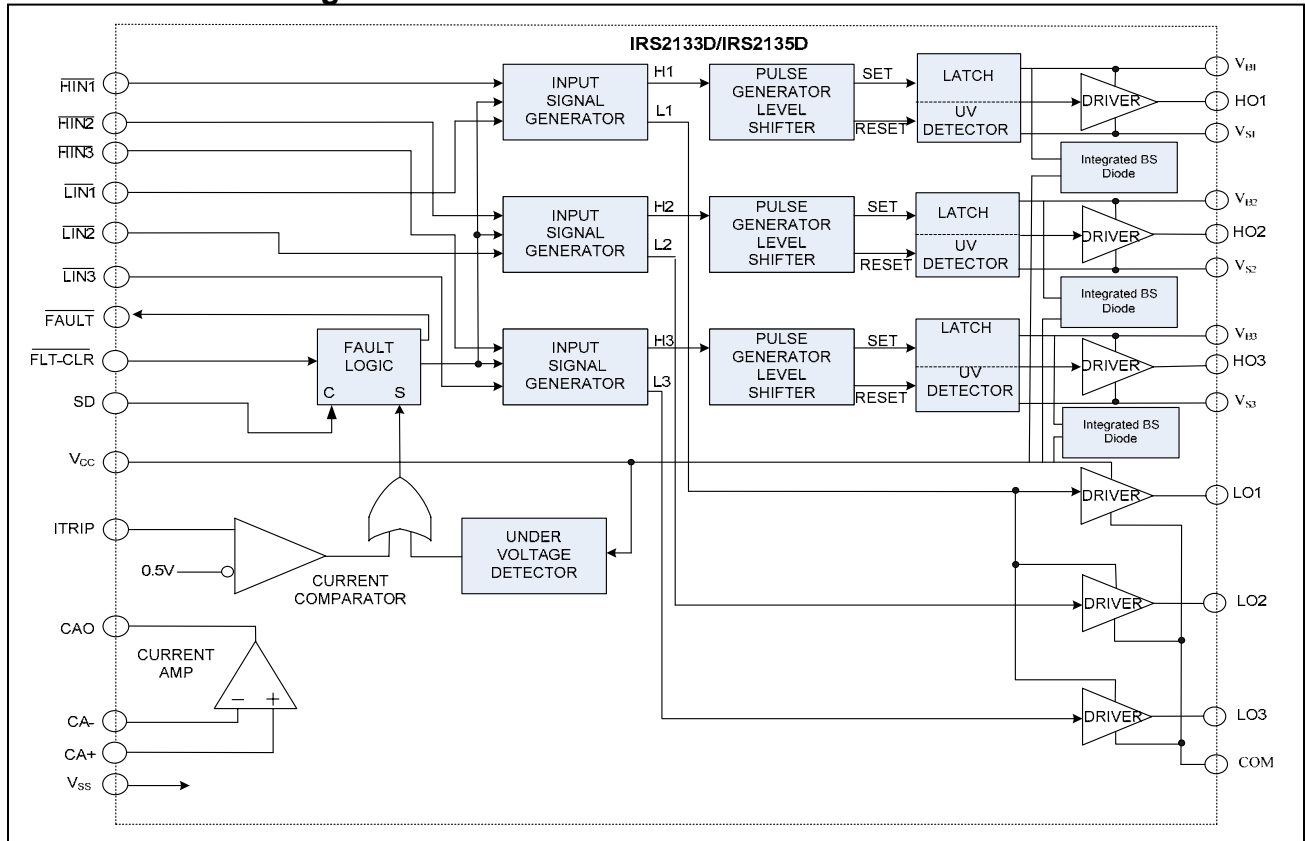 IRS2133D/IRS2135D
HIN1
HIN2
HIN3
LIN1
LIN2
LIN3
FAULT
FLT-CLR
SD
VCC
ITRIP
0.5V
CAO
CA-
CA+
VSS
INPUT
SIGNAL
GENERATOR
H1
L1
PULSE
GENERATOR
LEVEL
SHIFTER
SET
RESET
LATCH
UV
DETECTOR
DRIVER
Integrated BS
Diode
VB1
HO1
VS1
INPUT
SIGNAL
GENERATOR
H2
L2
PULSE
GENERATOR
LEVEL
SHIFTER
SET
RESET
LATCH
UV
DETECTOR
DRIVER
Integrated BS
Diode
VB2
HO2
VS2
FAULT
LOGIC
C S
INPUT
SIGNAL
GENERATOR
H3
L3
PULSE
GENERATOR
LEVEL
SHIFTER
SET
RESET
LATCH
UV
DETECTOR
DRIVER
Integrated BS
Diode
VB3
HO3
VS3
CURRENT
COMPARATOR
UNDER
VOLTAGE
DETECTOR
CURRENT
AMP
− +
DRIVER
LO1
DRIVER
LO2
DRIVER
LO3
COM